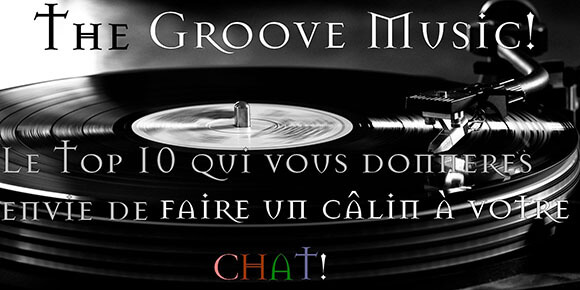 The Groove Music!
Le Top 10 qui vous donneres
envie de faire un câlin à votre
CHAT!